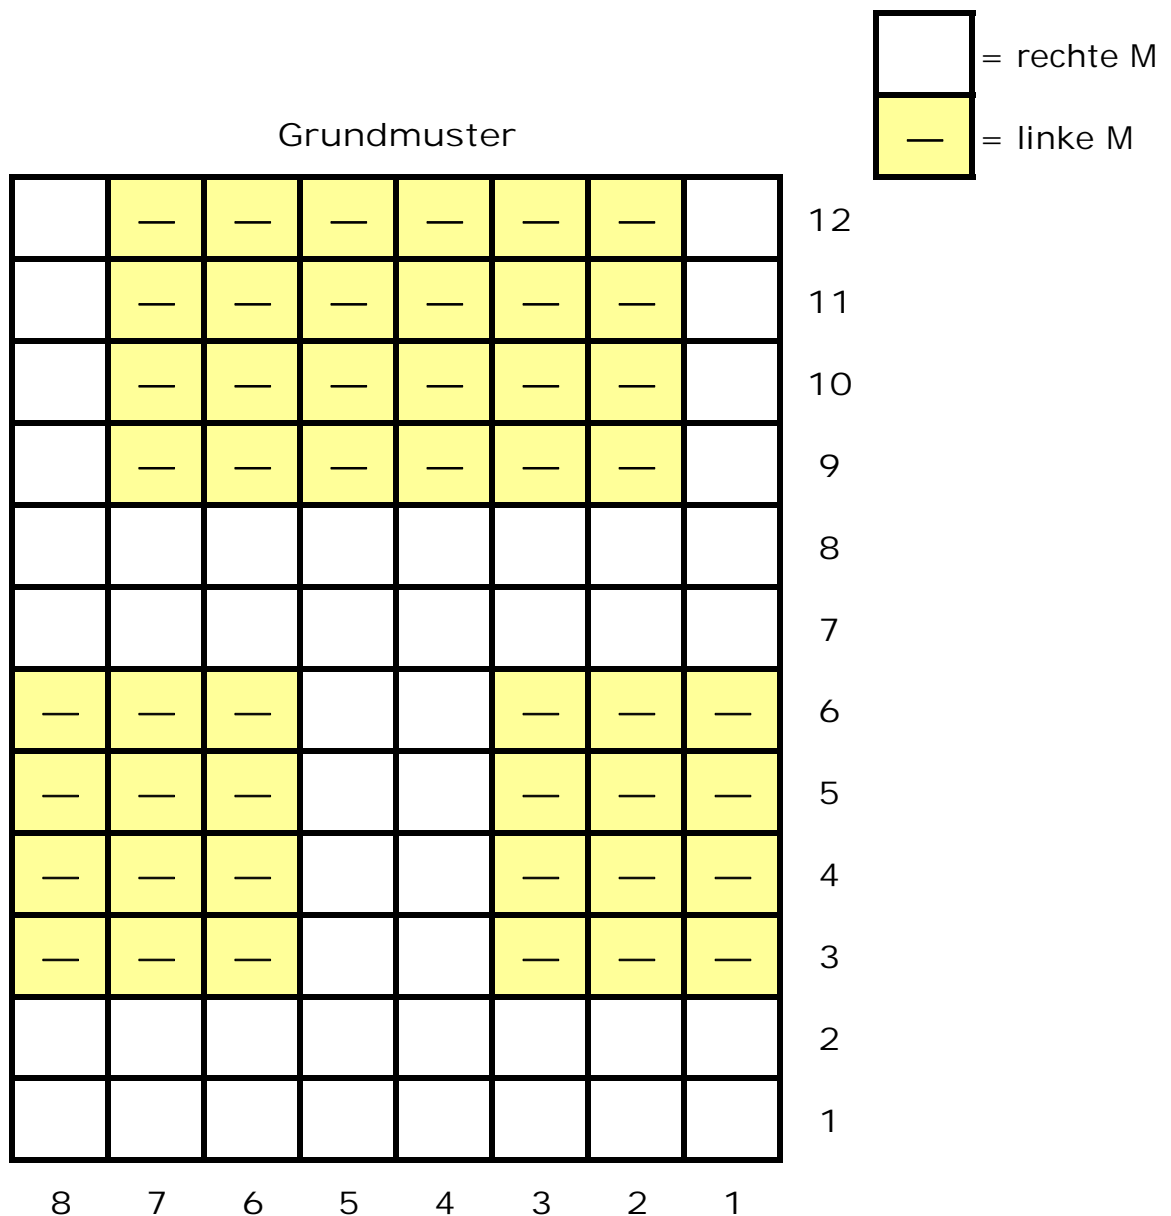 = rechte M
= linke M
Grundmuster
— — — — — — 12
— — — — — — 11
— — — — — — 10
— — — — — — 9
8
7
— — — — — — 6
— — — — — — 5
— — — — — — 4
— — — — — — 3
2
1
8 7 6 5 4 3 2 1